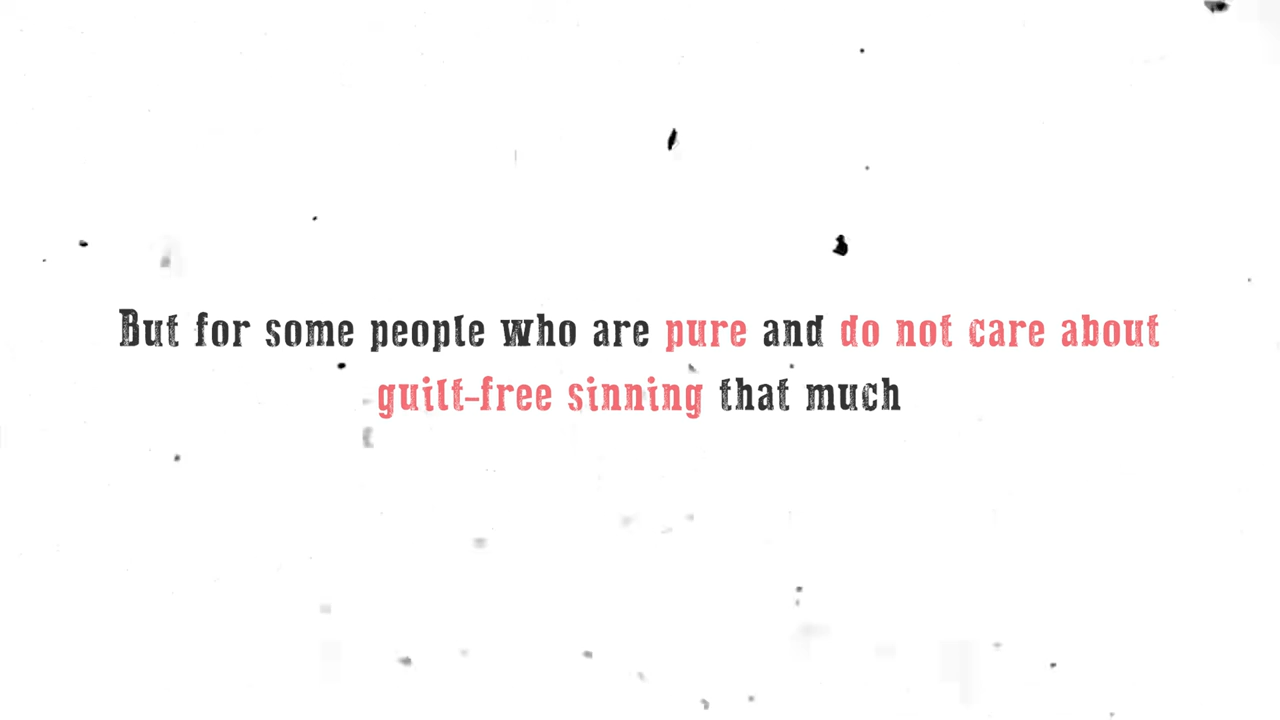 But for some people who are pure and do not care about
guilt-free sinning that much